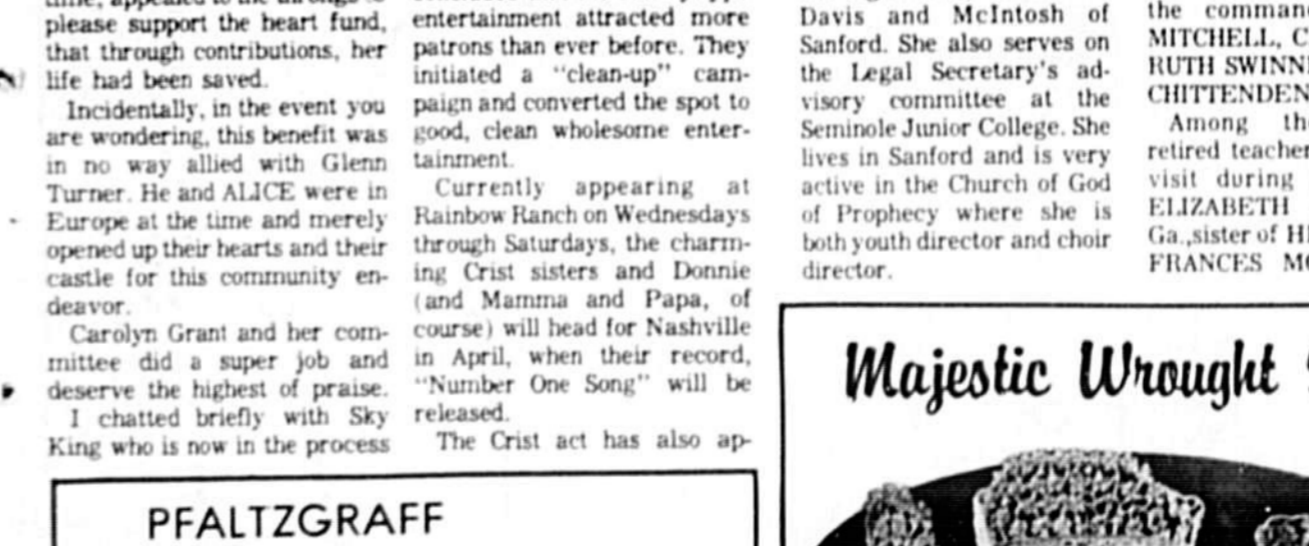 please support the heart fund,
that through contributions, her
life had been saved.
Incidentally, in the event you
are wondering, this benefit was
in no way allied with Glenn
Turner. He and ALICE were in
Europe at the time and merely
opened up their hearts and their
castle for this community en-
deavor.
Carolyn Grant and her com-
mittee did a super job and
deserve the highest of praise.
I chatted briefly with Sky
King who is now in the process
entertainment attracted more
patrons than ever before. They
initiated a "clean-up" cam-
paign and converted the spot to
good, clean wholesome enter-
tainment.
Currently appearing at
Rainbow Ranch on Wednesdays
through Saturdays, the charm-
ing Crist sisters and Donnie
(and Mamma and Papa, of
course) will head for Nashville
in April, when their record,
"Number One Song" will be
released.
The Crist act has also ap-
Davis and McIntosh of
Sanford. She also serves on
the Legal Secretary's ad-
visory committee at the
Seminole Junior College. She
lives in Sanford and is very
active in the Church of God
of Prophecy where she is
both youth director and choir
director.
the comman
MITCHELL, C
RUTH SWINN
CHITTENDEN
Among th
retired teacher
visit during
ELIZABETH
Ga.,sister of H
FRANCES M
PFALTZGRAFF
Majestic Wrought